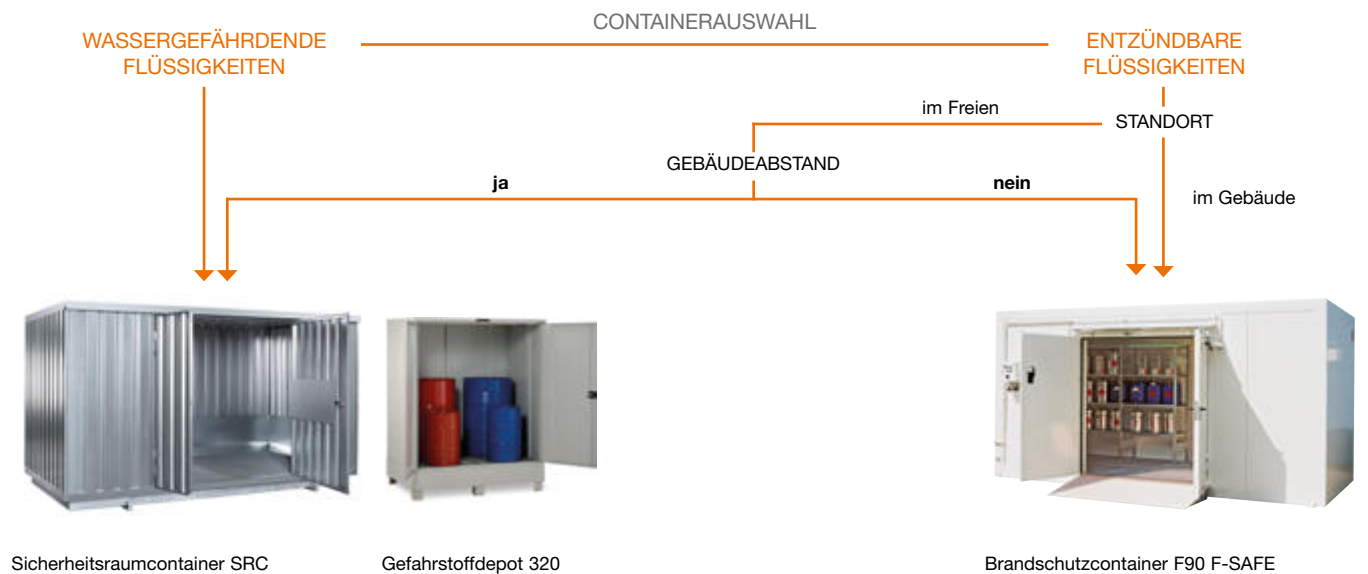 CONTAINERAUSWAHL
WASSERGEFÄHRDENDE
FLÜSSIGKEITEN
ENTZÜNDBARE
FLÜSSIGKEITEN
im Freien
STANDORT
GEBÄUDEABSTAND
ja
nein
im Gebäude
Sicherheitsraumcontainer SRC
Gefahrstoffdepot 320
Brandschutzcontainer F90 F-SAFE